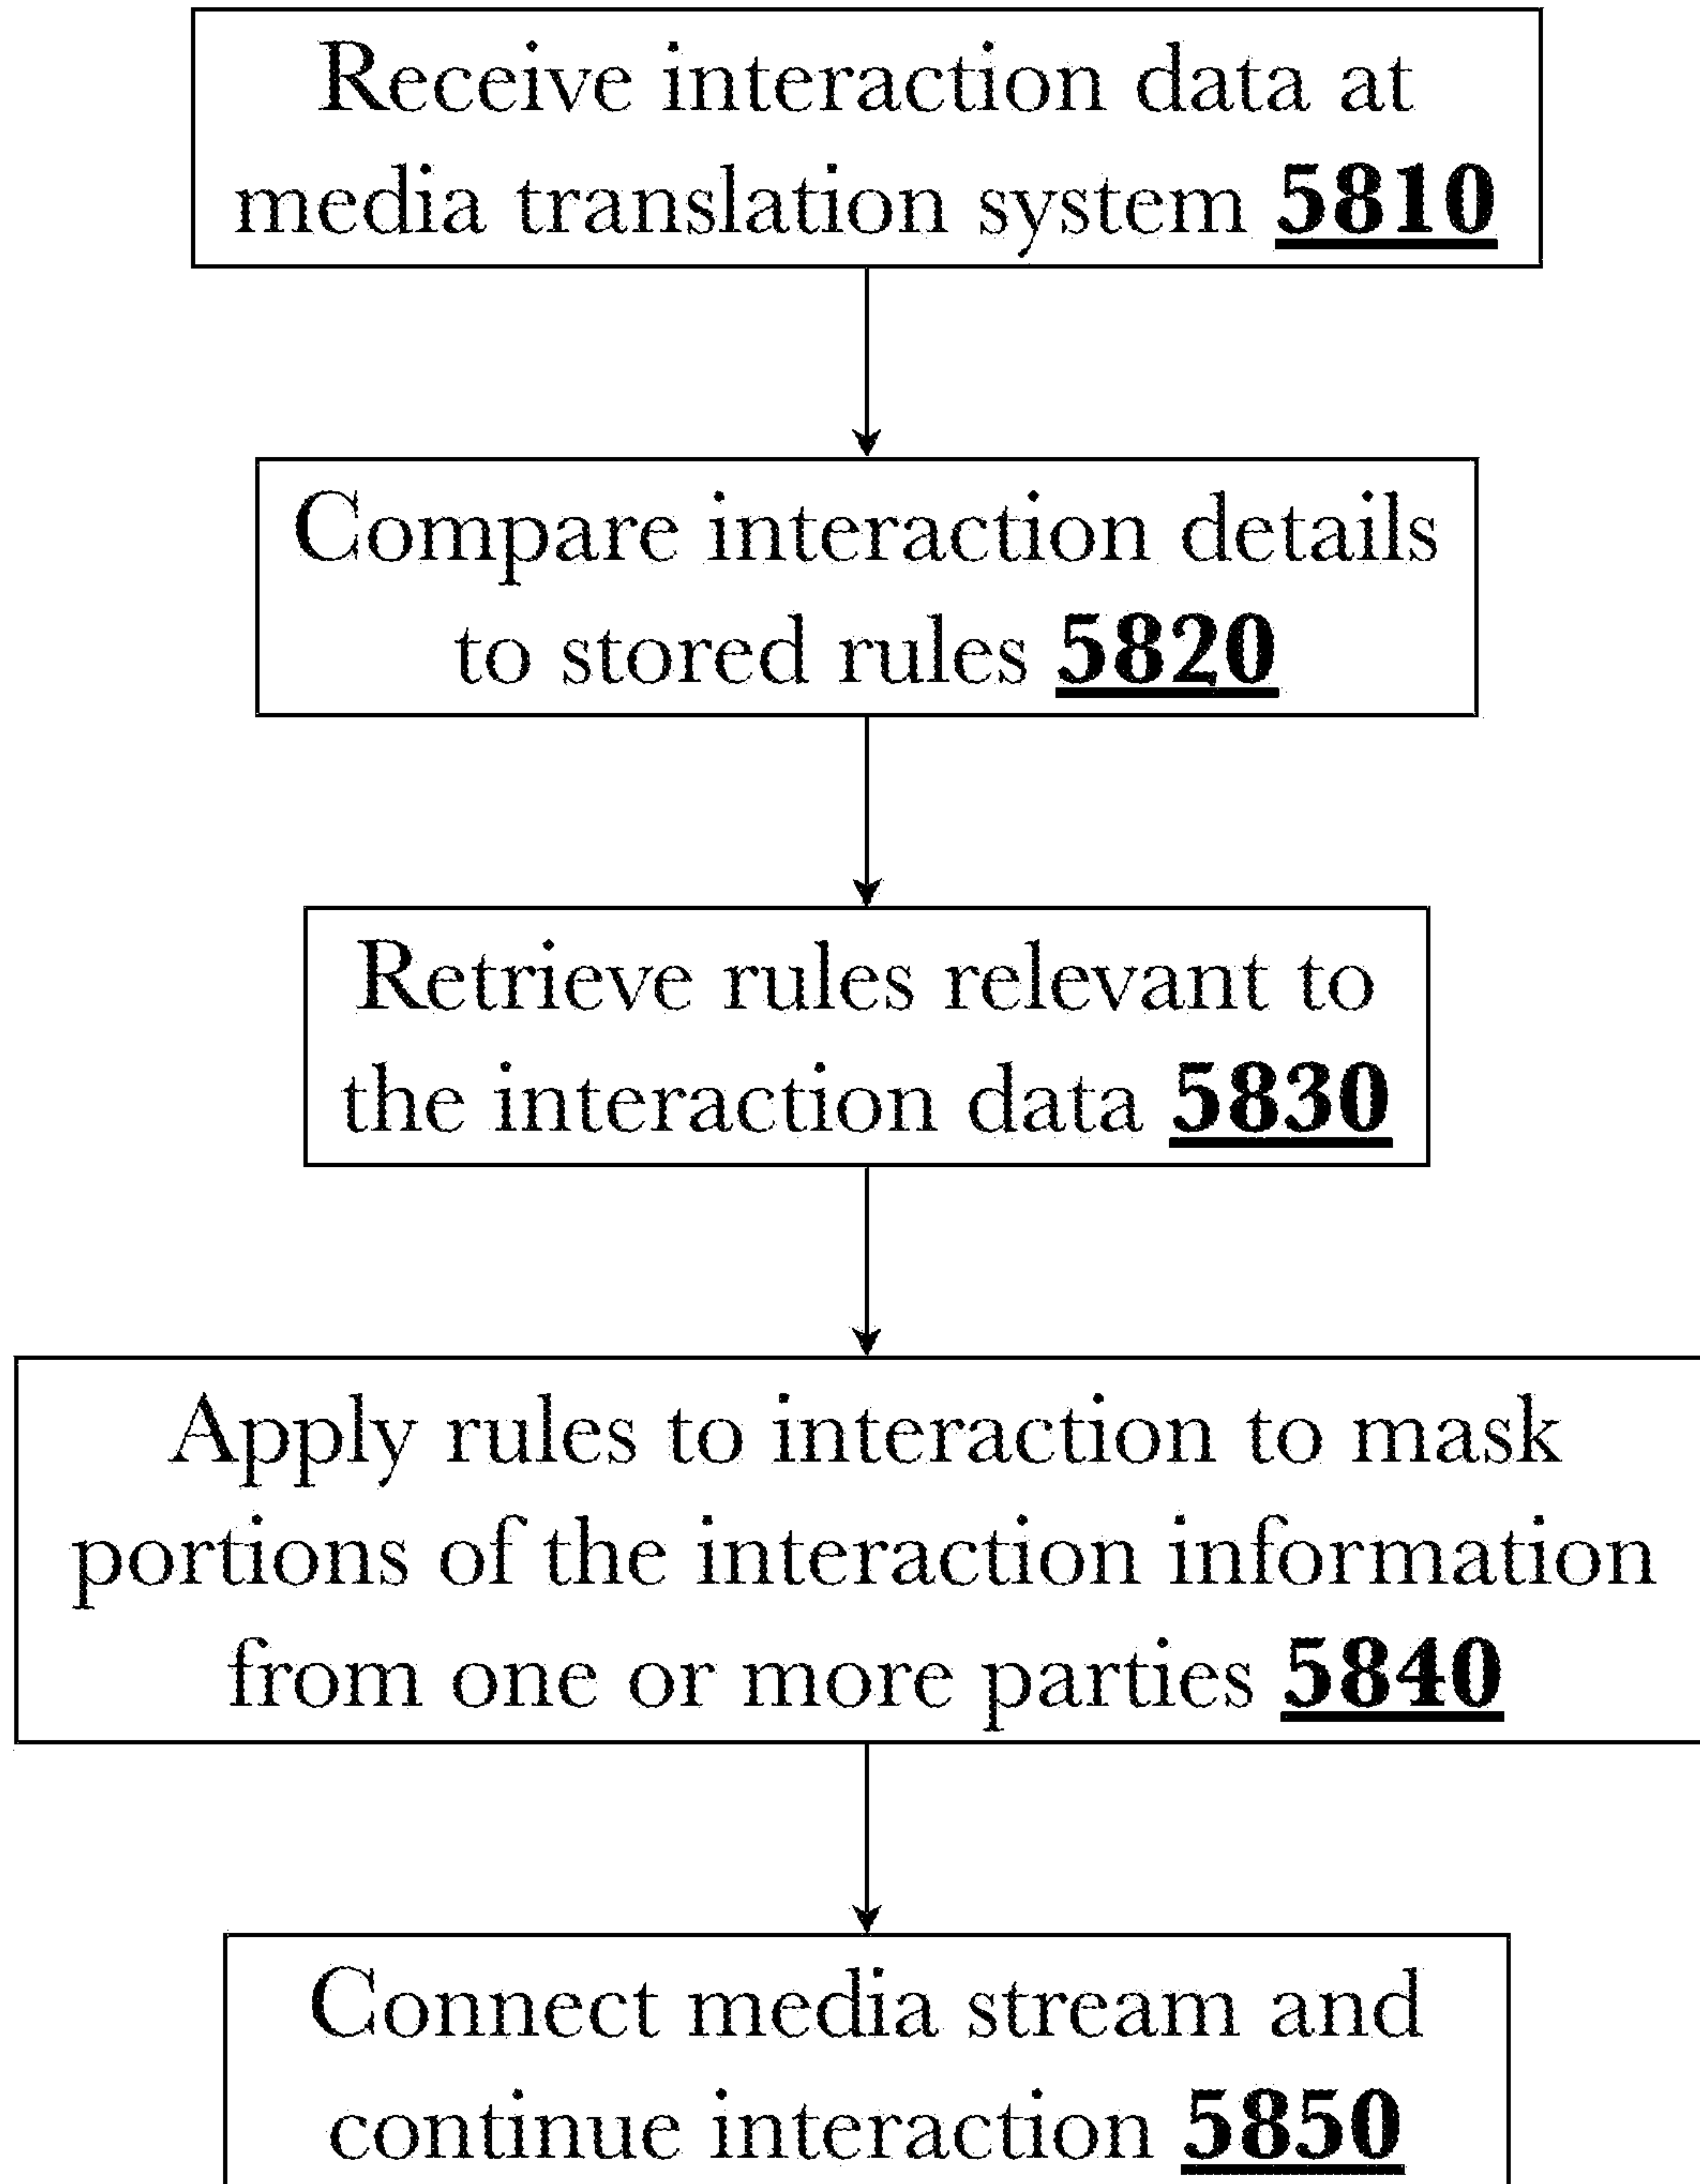 Receive interaction data at
media translation system 5810
Compare interaction details
to stored rules 5820
Retrieve rules relevant to
the interaction data 5830
Apply rules to interaction to mask
portions of the interaction information
from one or more parties 5840
Connect media stream and
continue interaction 5850